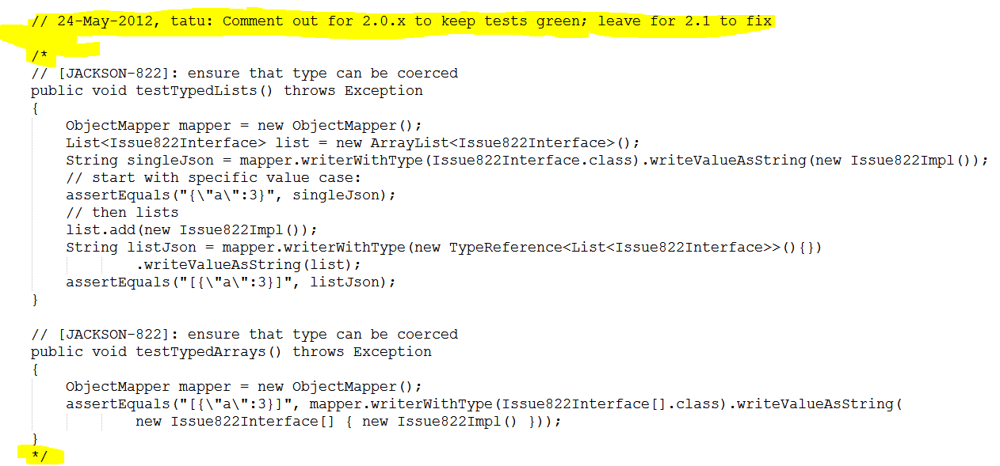 // 24-May-2012, tatu: Comment out for 2.0.x to keep tests green; leave for 2.1 to fix
/*
// [JACKSON-822]: ensure that type can be coerced
public void testTypedLists() throws Exception
{
ObjectMapper mapper = new ObjectMapper();
List<Issue822Interface> list = new ArrayList<Issue822Interface>();
String singleJson = mapper.writerWithType(Issue822Interface.class).writeValueAsString(new Issue822Impl());
// start with specific value case:
assertEquals("{\"a\":3}", singleJson);
// then lists
list.add(new Issue822Impl());
String listJson = mapper.writerWithType(new TypeReference<List<Issue822Interface>>(){})
.writeValueAsString(list);
assertEquals("[{\"a\":3}]", listJson);
}
// [JACKSON-822]: ensure that type can be coerced
public void testTypedArrays() throws Exception
{
ObjectMapper mapper = new ObjectMapper();
assertEquals("[{\"a\":3}]", mapper.writerWithType(Issue822Interface[].class).writeValueAsString(
new Issue822Interface[] { new Issue822Impl() }));
}
*/